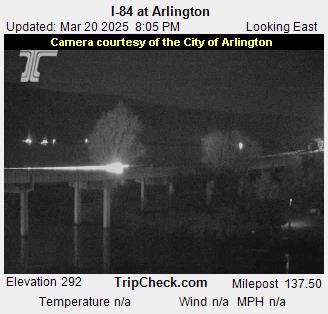 I-84 at Arlington
Updated: Mar 20 2025 8:05 PM Looking East
Camera courtesy of the City of Arlington
Elevation 292 TripCheck.com Milepost 137.50
Temperature n/a Wind n/a MPH n/a